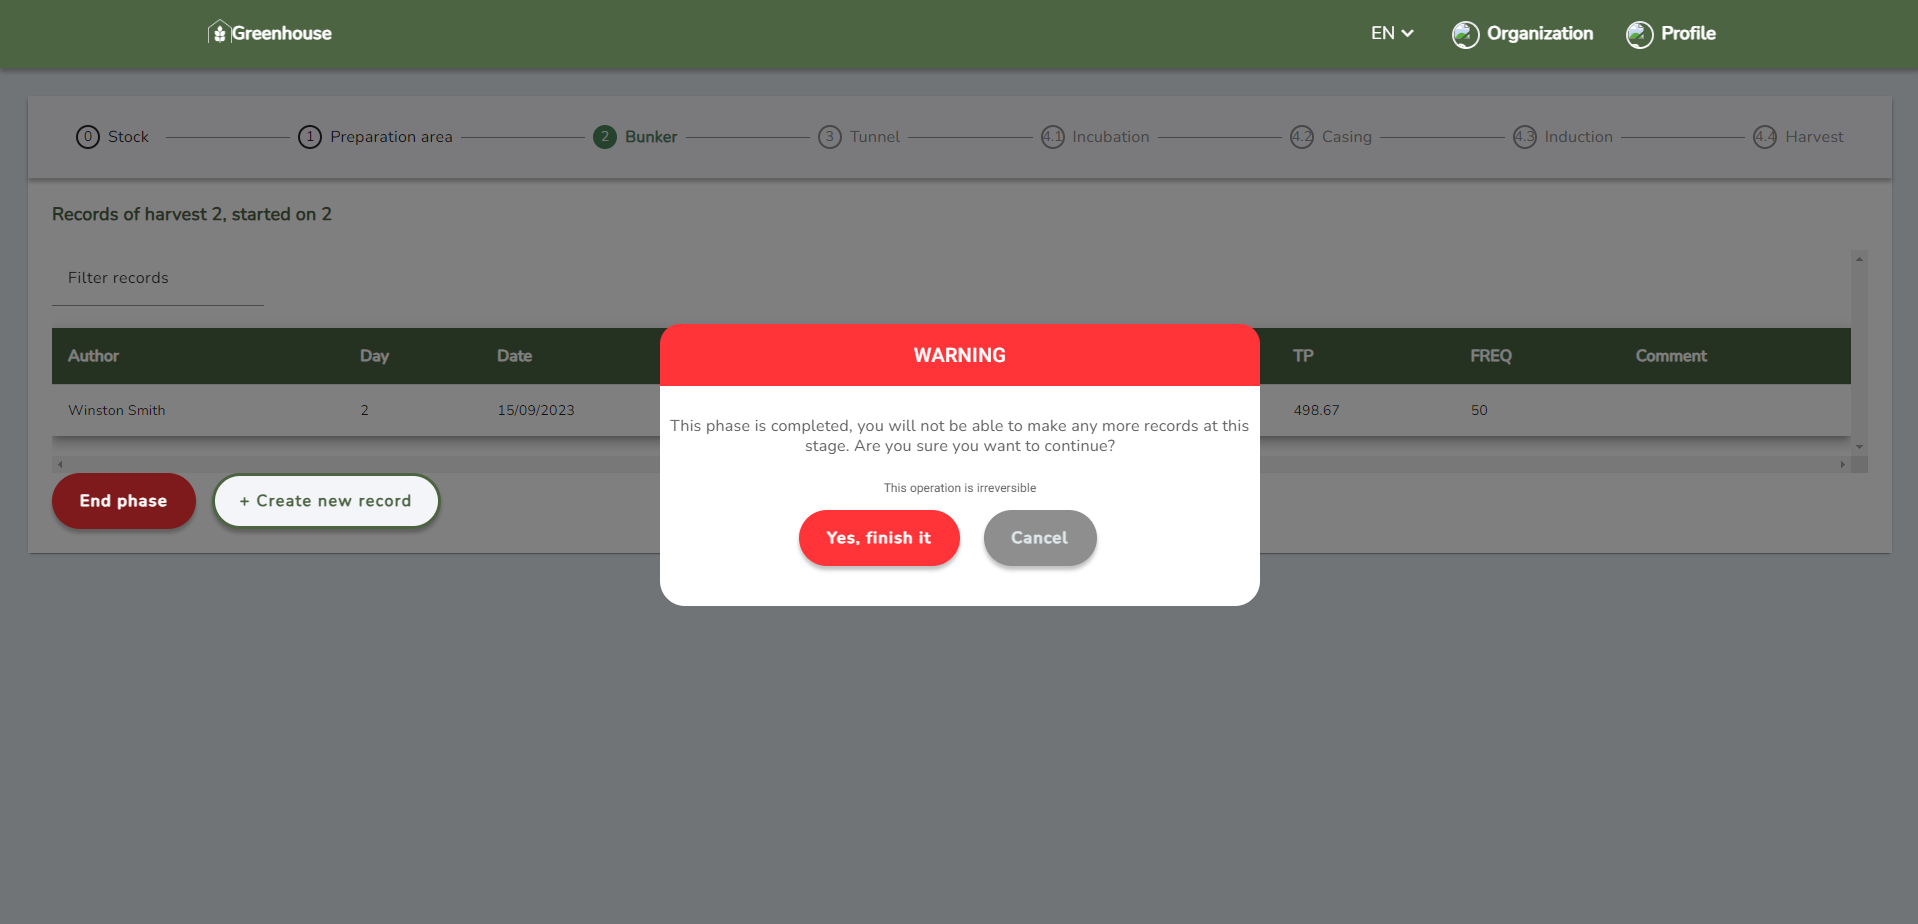 Greenhouse
EN
Organization
Profile
0 Stock
1 Preparation area
2 Bunker
3 Tunnel
4.1 Incubation
4.2 Casing
4.3 Induction
4.4 Harvest
Records of harvest 2, started on 2
Filter records
Author Day Date TP FREQ Comment
Winston Smith 2 15/09/2023 498.67 50
End phase
+ Create new record
WARNING
This phase is completed, you will not be able to make any more records at this
stage. Are you sure you want to continue?
This operation is irreversible
Yes, finish it
Cancel